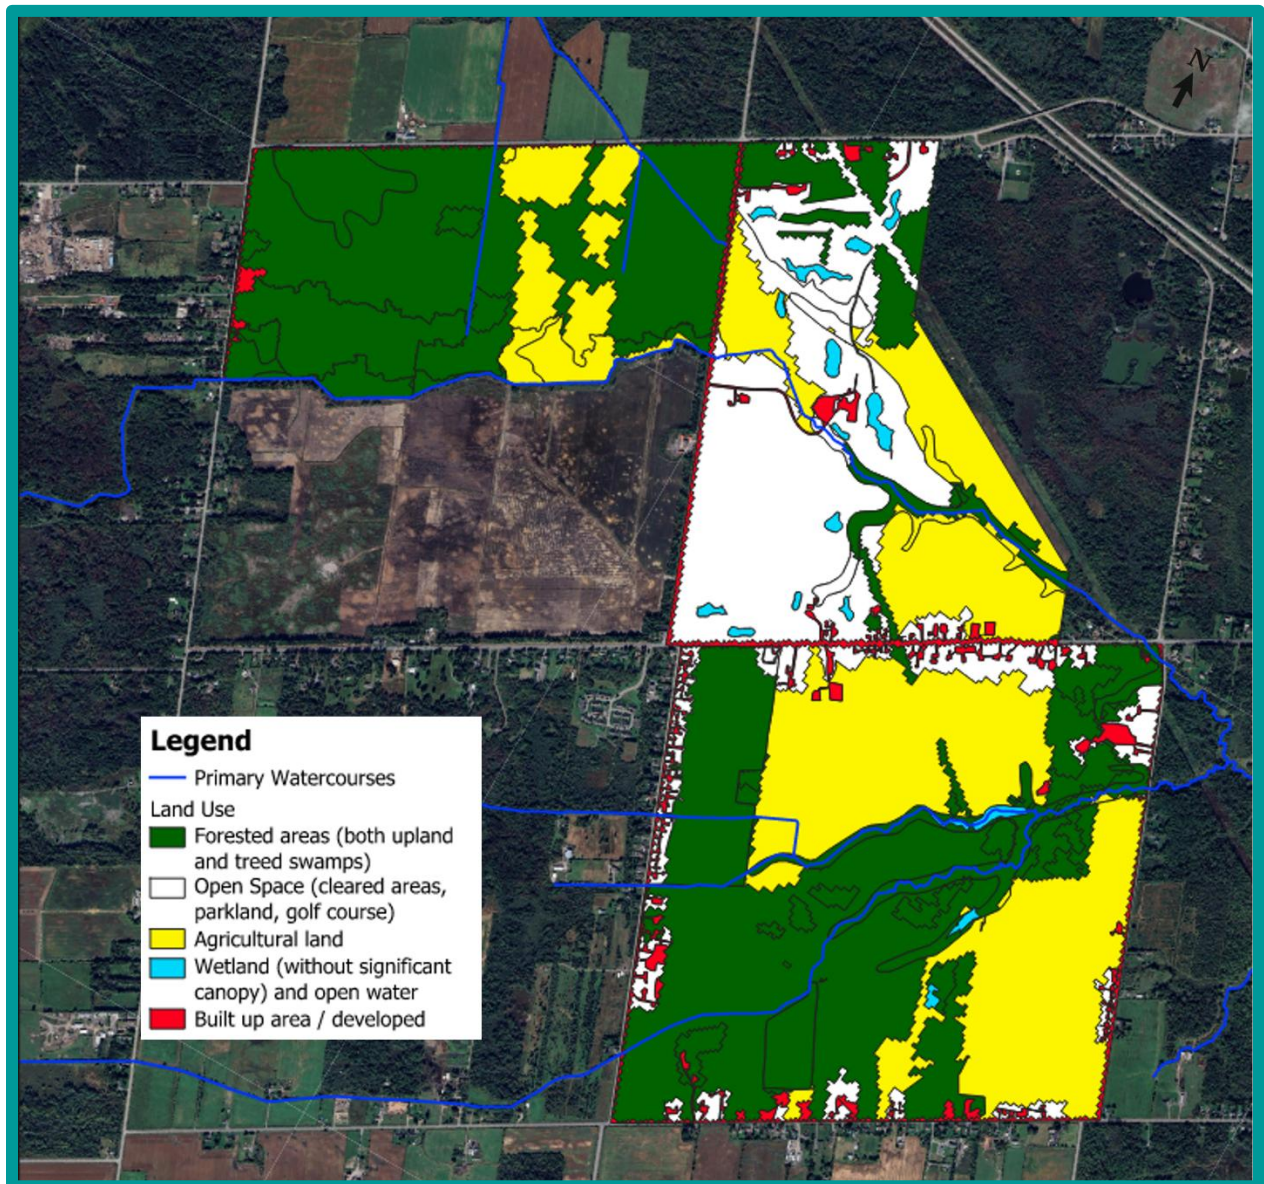 N
Legend
Primary Watercourses
Land Use
Forested areas (both upland
and treed swamps)
Open Space (cleared areas,
parkland, golf course)
Agricultural land
Wetland (without significant
canopy) and open water
Built up area / developed